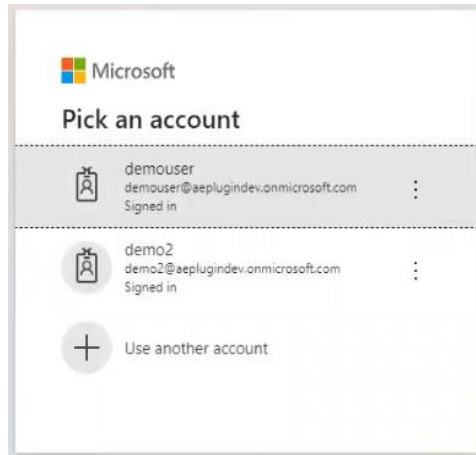 Microsoft
Pick an account
demouser
demouser@aeplugindev.onmicrosoft.com
Signed in
demo2
demo2@aeplugindev.onmicrosoft.com
Signed in
Use another account